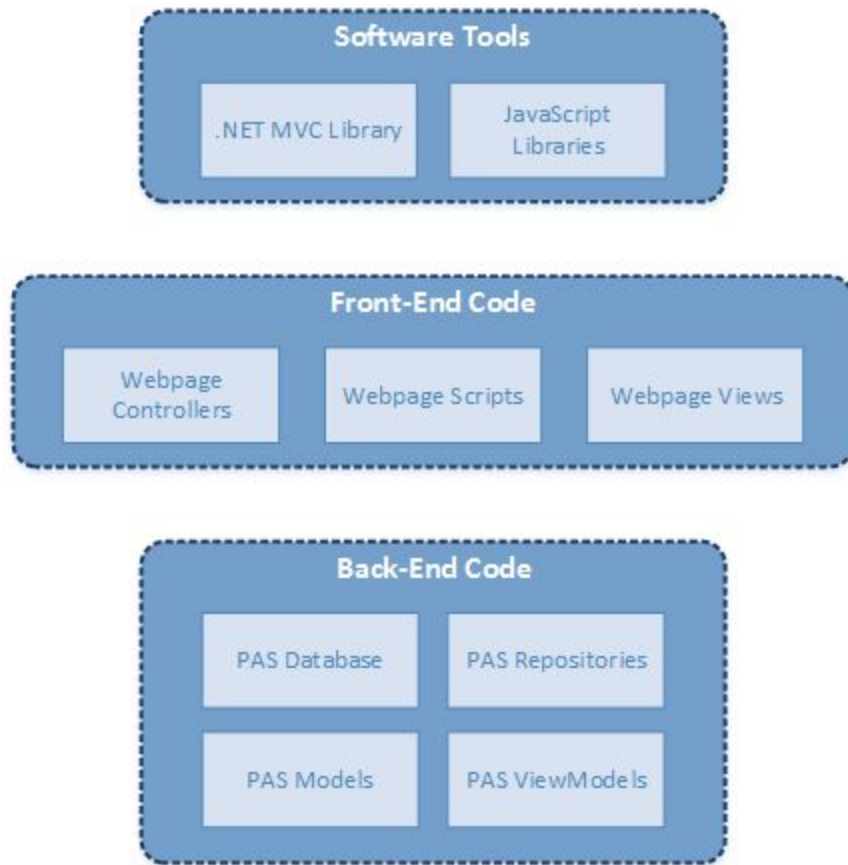 Software Tools
.NET MVC Library
JavaScript
Libraries
Front-End Code
Webpage
Controllers
Webpage Scripts
Webpage Views
Back-End Code
PAS Database
PAS Repositories
PAS Models
PAS ViewModels